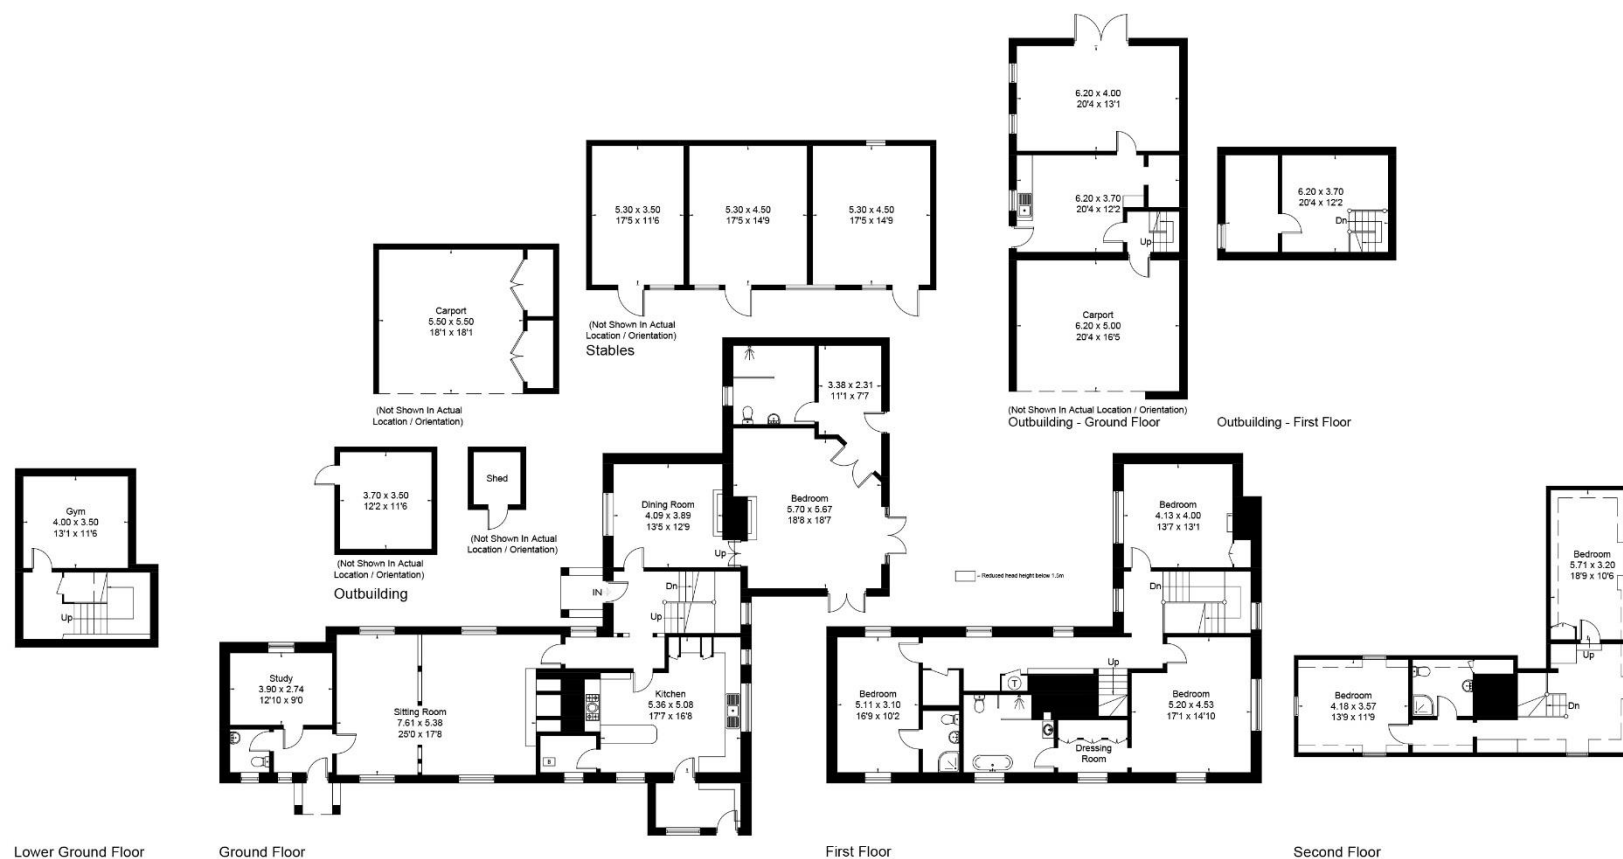 6.20 x 4.00
20'4 x 13'1
6.20 x 3.70
20'4 x 12'2
Up
Carport
6.20 x 5.00
20'4 x 16'5
(Not Shown In Actual Location / Orientation)
Outbuilding - Ground Floor
6.20 x 3.70
20'4 x 12'2
Dn
Outbuilding - First Floor
5.30 x 3.50
17'5 x 11'6
5.30 x 4.50
17'5 x 14'9
5.30 x 4.50
17'5 x 14'9
(Not Shown In Actual
Location / Orientation)
Stables
Carport
5.50 x 5.50
18'1 x 18'1
(Not Shown In Actual
Location / Orientation)
3.70 x 3.50
12'2 x 11'6
(Not Shown In Actual
Location / Orientation)
Outbuilding
Shed
(Not Shown In Actual
Location / Orientation)
Gym
4.00 x 3.50
13'1 x 11'6
Up
Lower Ground Floor
3.38 x 2.31
11'1 x 7'7
Bedroom
5.70 x 5.67
18'8 x 18'7
Dining Room
4.09 x 3.89
13'5 x 12'9
Up
IN
Dn
Up
Study
3.90 x 2.74
12'10 x 9'0
Sitting Room
7.61 x 5.38
25'0 x 17'8
Kitchen
5.36 x 5.08
17'7 x 16'8
B
Ground Floor
- Reduced head height below 1.5m
Bedroom
4.13 x 4.00
13'7 x 13'1
Dn
Up
Bedroom
5.11 x 3.10
16'9 x 10'2
T
Bedroom
5.20 x 4.53
17'1 x 14'10
Dressing
Room
First Floor
Bedroom
5.71 x 3.20
18'9 x 10'6
Up
Bedroom
4.18 x 3.57
13'9 x 11'9
Dn
Second Floor